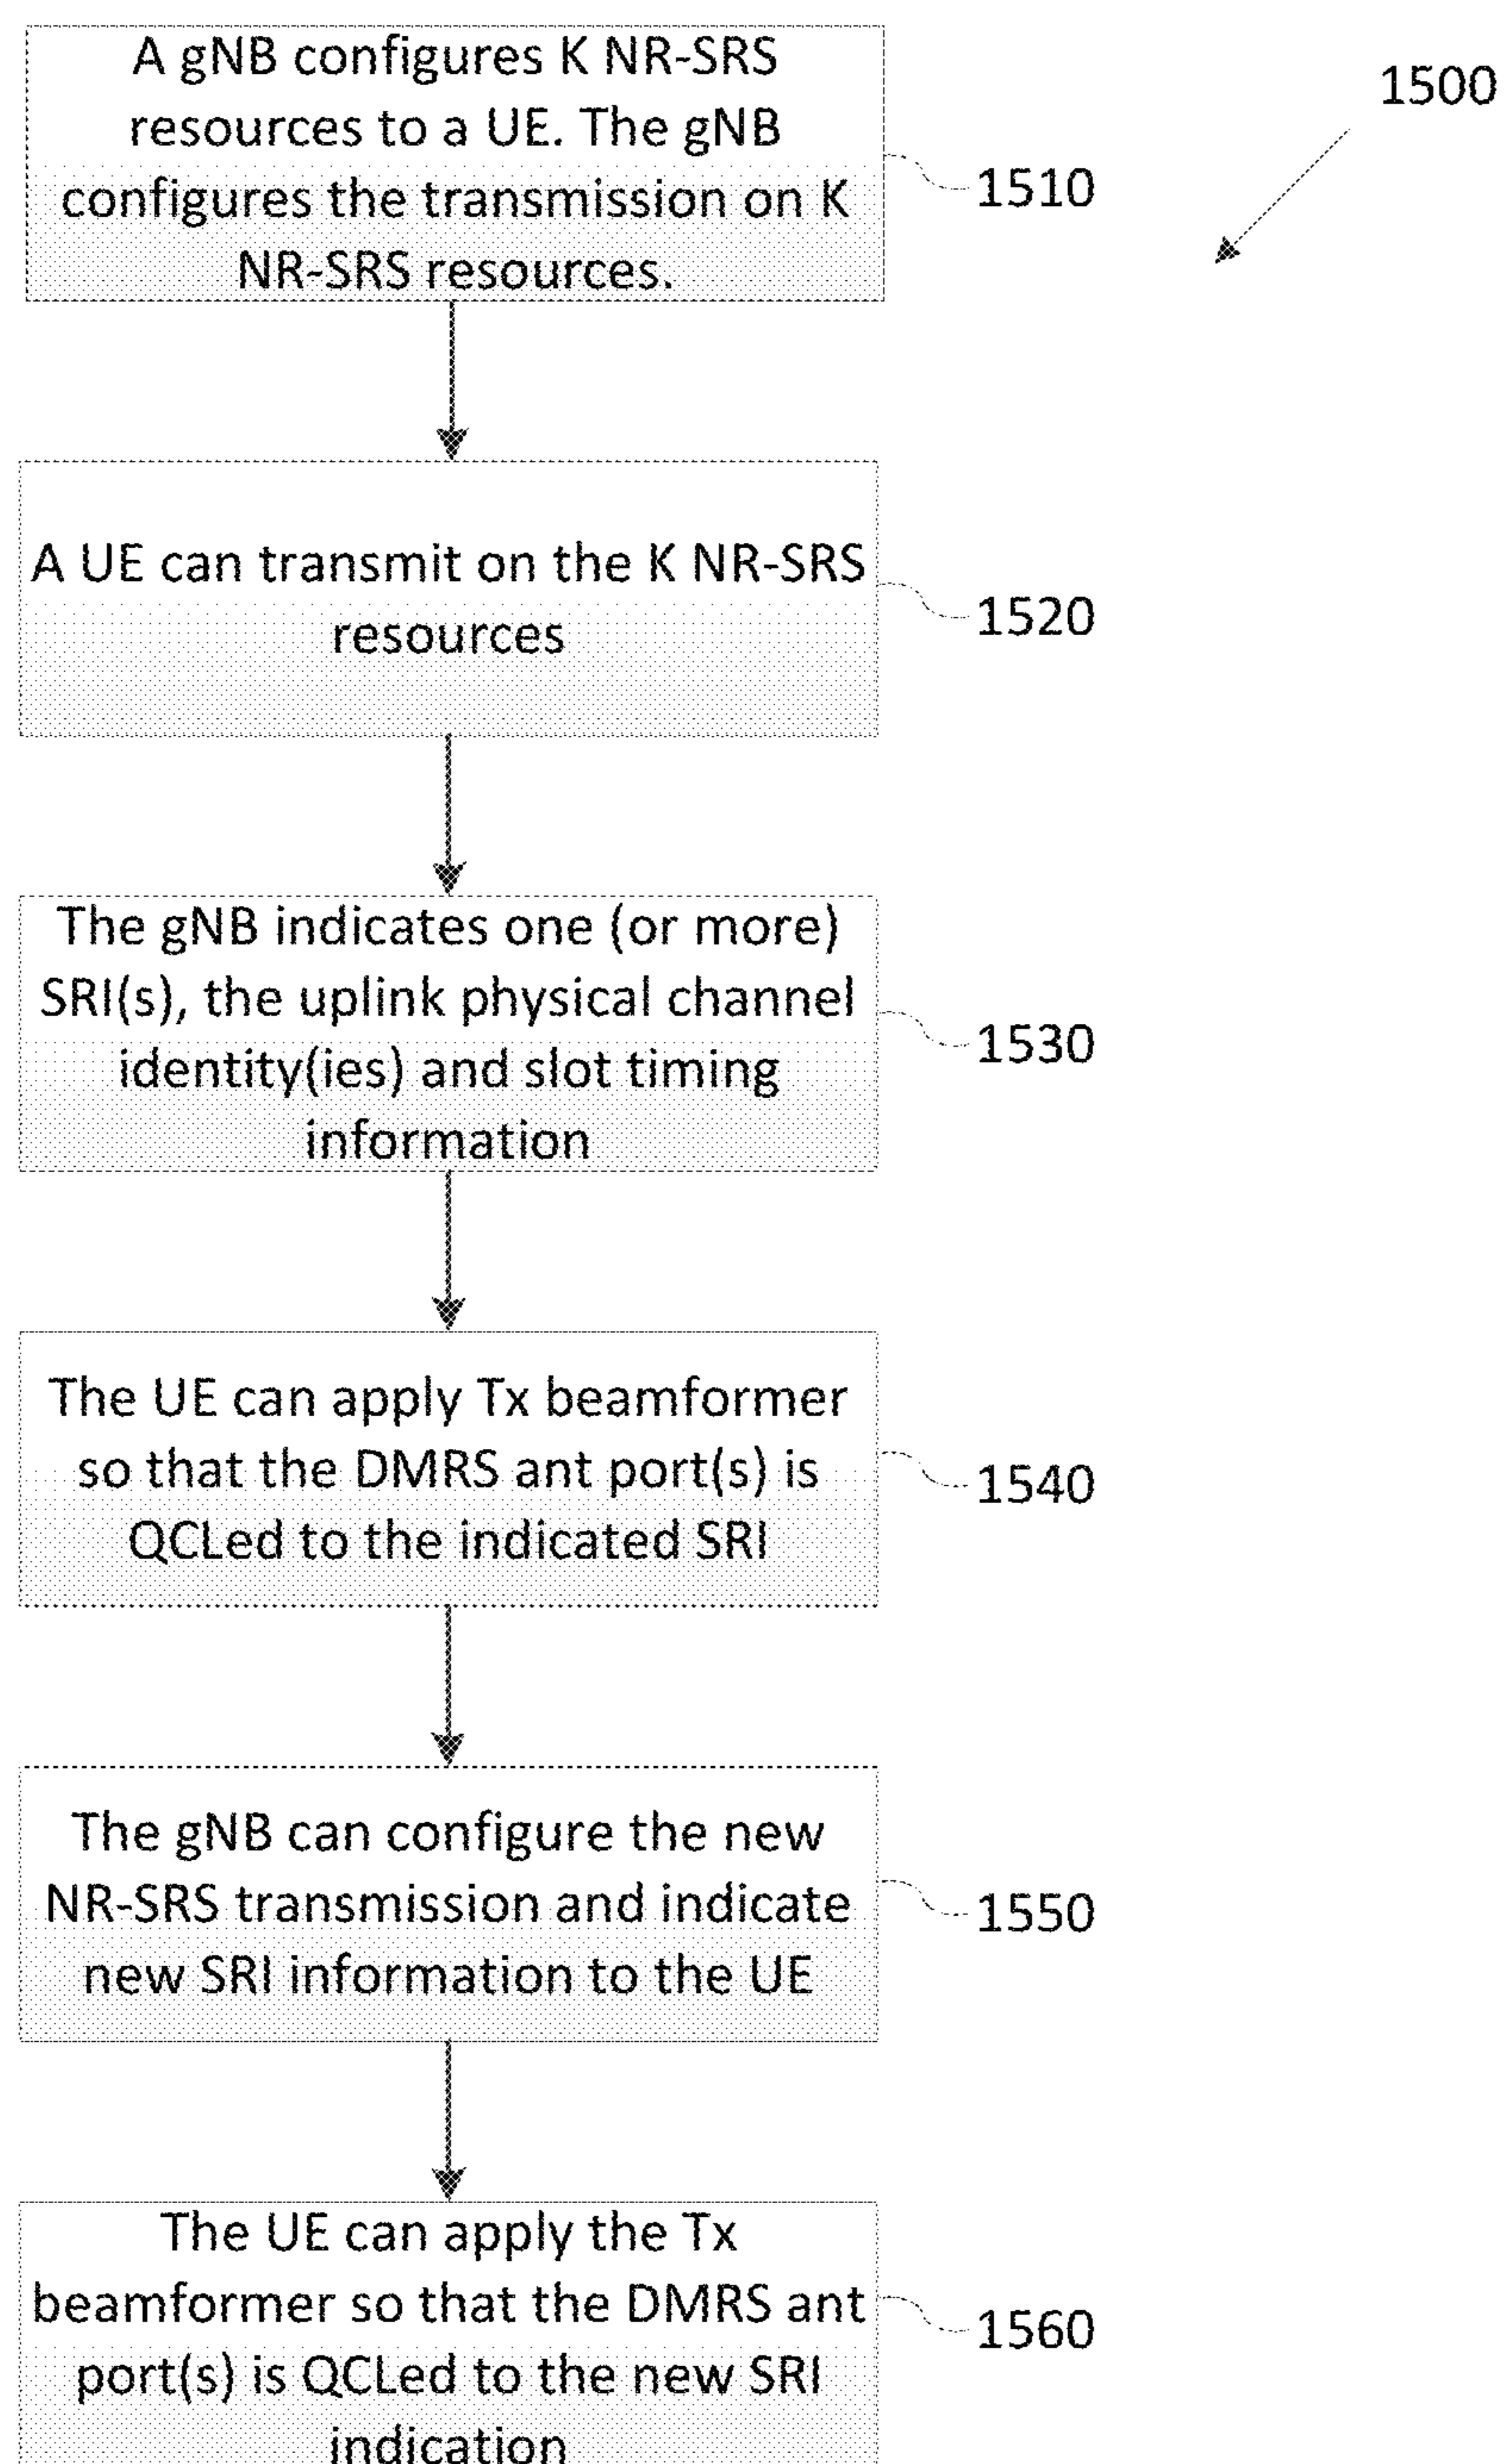 A gNB configures K NR-SRS
resources to a UE. The gNB
configures the transmission on K
NR-SRS resources.
1500
1510
A UE can transmit on the K NR-SRS
resources
1520
The gNB indicates one (or more)
SRI(s), the uplink physical channel
identity(ies) and slot timing
information
1530
The UE can apply Tx beamformer
so that the DMRS ant port(s) is
QCLed to the indicated SRI
1540
The gNB can configure the new
NR-SRS transmission and indicate
new SRI information to the UE
1550
The UE can apply the Tx
beamformer so that the DMRS ant
port(s) is QCLed to the new SRI
indication
1560